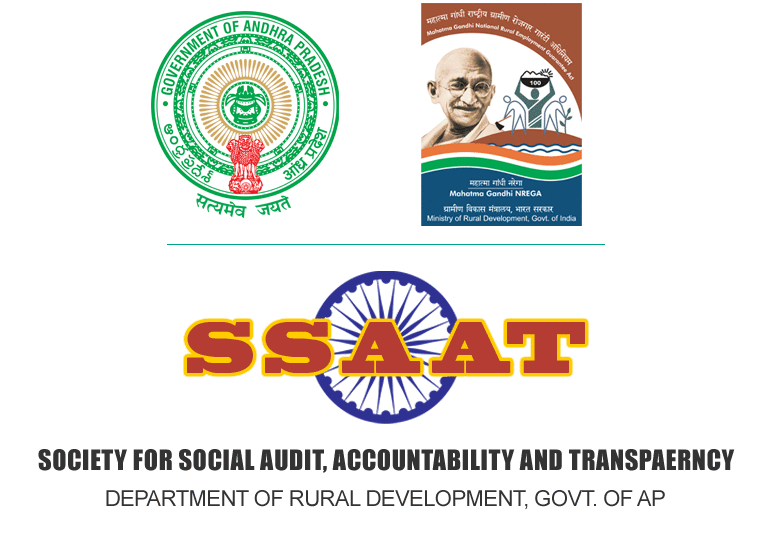 GOVERNMENT OF ANDHRA PRADESH
ఆంధ్రప్రదేశ్
आंध्र प्रदेश
सत्यमेव जयते
महात्मा गांधी राष्ट्रीय ग्रामीण रोजगार गारंटी अधिनियम
Mahatma Gandhi National Rural Employment Guarantee Act
100
महात्मा गांधी नरेगा
Mahatma Gandhi NREGA
ग्रामीण विकास मंत्रालय, भारत सरकार
Ministry of Rural Development, Govt. of India
SSAAT
SOCIETY FOR SOCIAL AUDIT, ACCOUNTABILITY AND TRANSPAERNCY
DEPARTMENT OF RURAL DEVELOPMENT, GOVT. OF AP